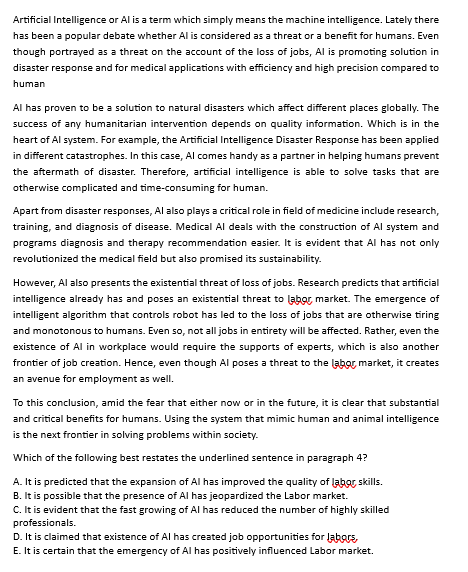 Artificial Intelligence or AI is a term which simply means the machine intelligence. Lately there
has been a popular debate whether AI is considered as a threat or a benefit for humans. Even
though portrayed as a threat on the account of the loss of jobs, AI is promoting solution in
disaster response and for medical applications with efficiency and high precision compared to
human
AI has proven to be a solution to natural disasters which affect different places globally. The
success of any humanitarian intervention depends on quality information. Which is in the
heart of AI system. For example, the Artificial Intelligence Disaster Response has been applied
in different catastrophes. In this case, AI comes handy as a partner in helping humans prevent
the aftermath of disaster. Therefore, artificial intelligence is able to solve tasks that are
otherwise complicated and time-consuming for human.
Apart from disaster responses, AI also plays a critical role in field of medicine include research,
training, and diagnosis of disease. Medical AI deals with the construction of AI system and
programs diagnosis and therapy recommendation easier. It is evident that AI has not only
revolutionized the medical field but also promised its sustainability.
However, AI also presents the existential threat of loss of jobs. Research predicts that artificial
intelligence already has and poses an existential threat to labor market. The emergence of
intelligent algorithm that controls robot has led to the loss of jobs that are otherwise tiring
and monotonous to humans. Even so, not all jobs in entirety will be affected. Rather, even the
existence of AI in workplace would require the supports of experts, which is also another
frontier of job creation. Hence, even though AI poses a threat to the labor market, it creates
an avenue for employment as well.
To this conclusion, amid the fear that either now or in the future, it is clear that substantial
and critical benefits for humans. Using the system that mimic human and animal intelligence
is the next frontier in solving problems within society.
Which of the following best restates the underlined sentence in paragraph 4?
A. It is predicted that the expansion of AI has improved the quality of labor skills.
B. It is possible that the presence of AI has jeopardized the Labor market.
C. It is evident that the fast growing of AI has reduced the number of highly skilled
professionals.
D. It is claimed that existence of AI has created job opportunities for labors.
E. It is certain that the emergency of AI has positively influenced Labor market.